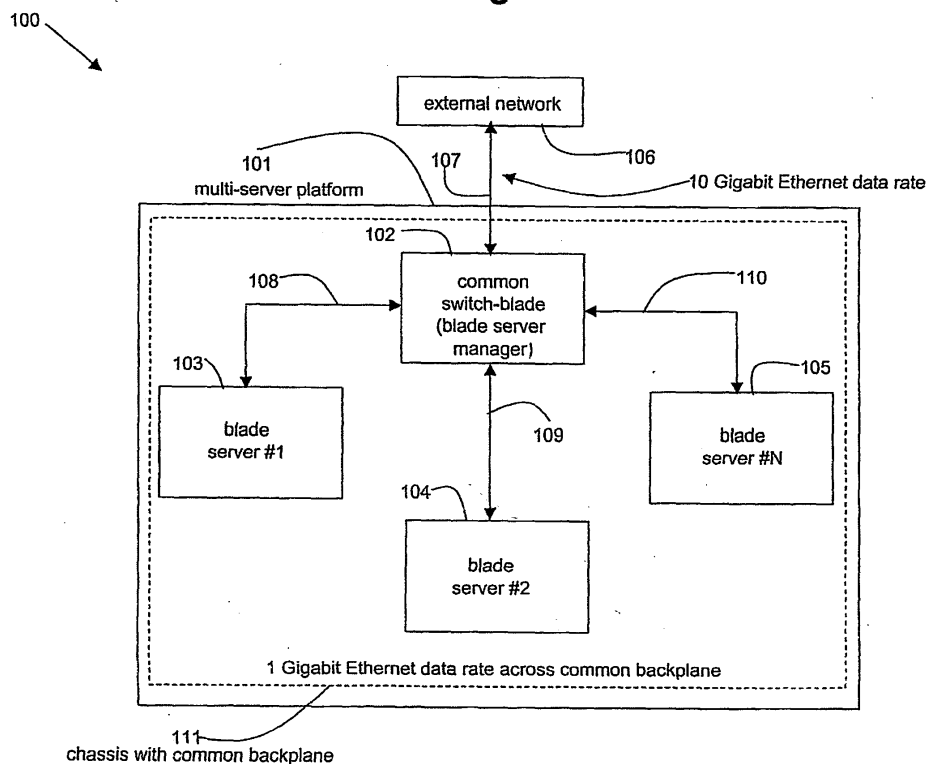 100
external network
106
107
10 Gigabit Ethernet data rate
101
multi-server platform
102
common
switch-blade
(blade server
manager)
108
110
103
blade
server #1
109
105
blade
server #N
104
blade
server #2
1 Gigabit Ethernet data rate across common backplane
111
chassis with common backplane